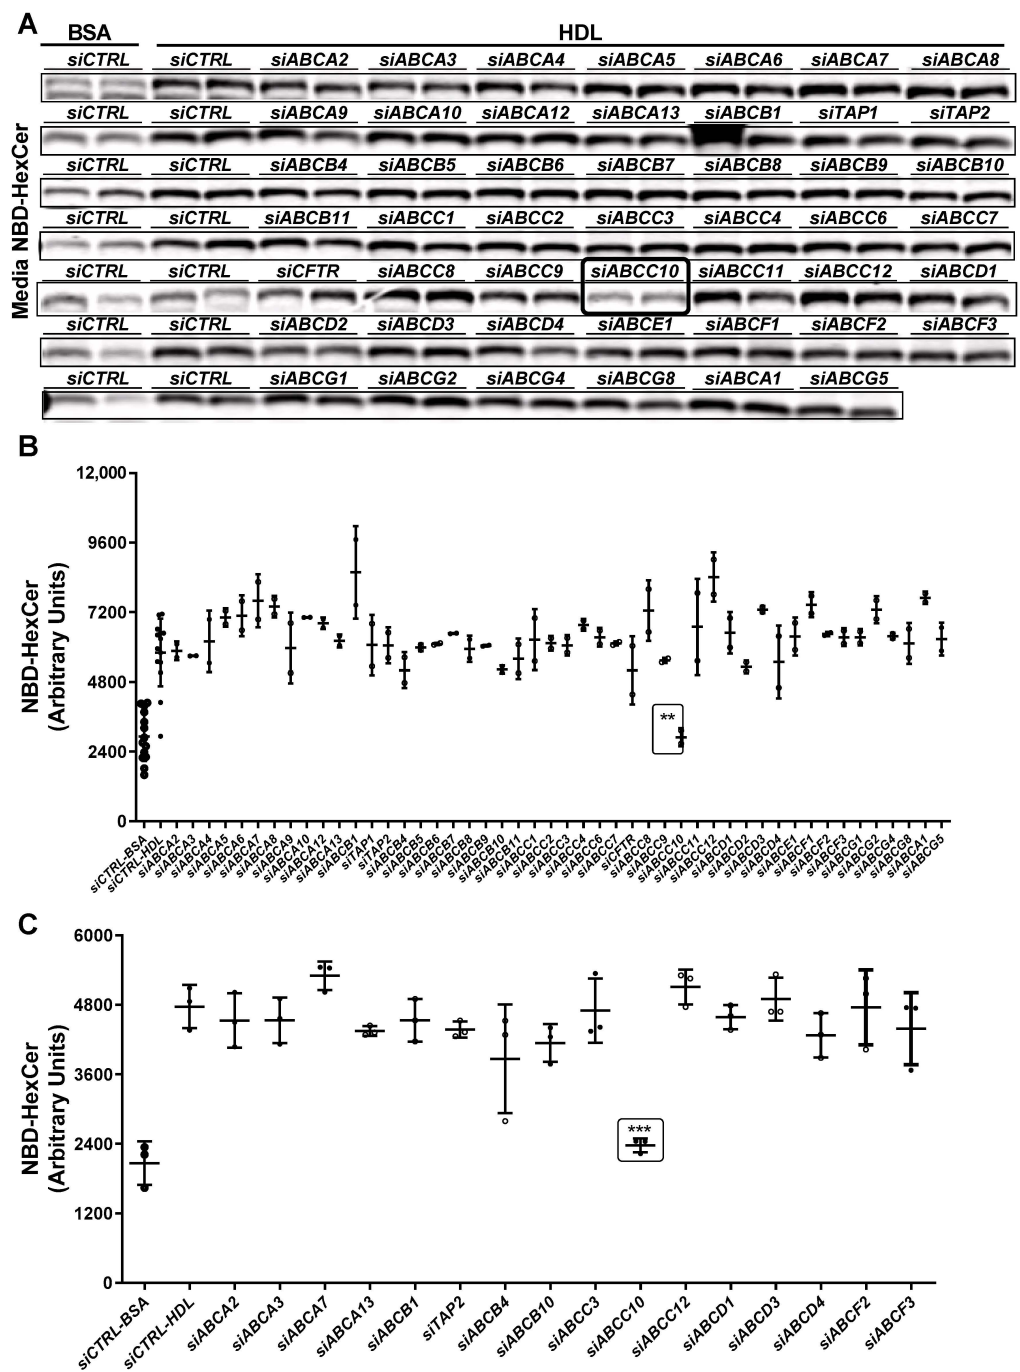 A
BSA HDL
siCTRL siCTRL siABCA2 siABCA3 siABCA4 siABCA5 siABCA6 siABCA7 siABCA8
siCTRL siCTRL siABCA9 siABCA10 siABCA12 siABCA13 siABCB1 siTAP1 siTAP2
siCTRL siCTRL siABCB4 siABCB5 siABCB6 siABCB7 siABCB8 siABCB9 siABCB10
siCTRL siCTRL siABCB11 siABCC1 siABCC2 siABCC3 siABCC4 siABCC6 siABCC7
siCTRL siCTRL siCFTR siABCC8 siABCC9 siABCC10 siABCC11 siABCC12 siABCD1
siCTRL siCTRL siABCD2 siABCD3 siABCD4 siABCE1 siABCF1 siABCF2 siABCF3
siCTRL siCTRL siABCG1 siABCG2 siABCG4 siABCG8 siABCA1 siABCG5
Media NBD-HexCer
B
NBD-HexCer
(Arbitrary Units)
12,000
9600
7200
4800
2400
0
**
siCTRL-BSA siCTRL-HDL siABCA2 siABCA3 siABCA4 siABCA5 siABCA6 siABCA7 siABCA8 siABCA9 siABCA10 siABCA12 siABCA13 siABCB1 siTAP1 siTAP2 siABCB4 siABCB5 siABCB6 siABCB7 siABCB8 siABCB9 siABCB10 siABCB11 siABCC1 siABCC2 siABCC3 siABCC4 siABCC6 siABCC7 siCFTR siABCC8 siABCC9 siABCC10 siABCC11 siABCC12 siABCD1 siABCD2 siABCD3 siABCD4 siABCE1 siABCF1 siABCF2 siABCF3 siABCG1 siABCG2 siABCG4 siABCG8 siABCA1 siABCG5
C
NBD-HexCer
(Arbitrary Units)
6000
4800
3600
2400
1200
0
***
siCTRL-BSA siCTRL-HDL siABCA2 siABCA3 siABCA7 siABCA13 siABCB1 siTAP2 siABCB4 siABCB10 siABCC3 siABCC10 siABCC12 siABCD1 siABCD3 siABCD4 siABCF2 siABCF3